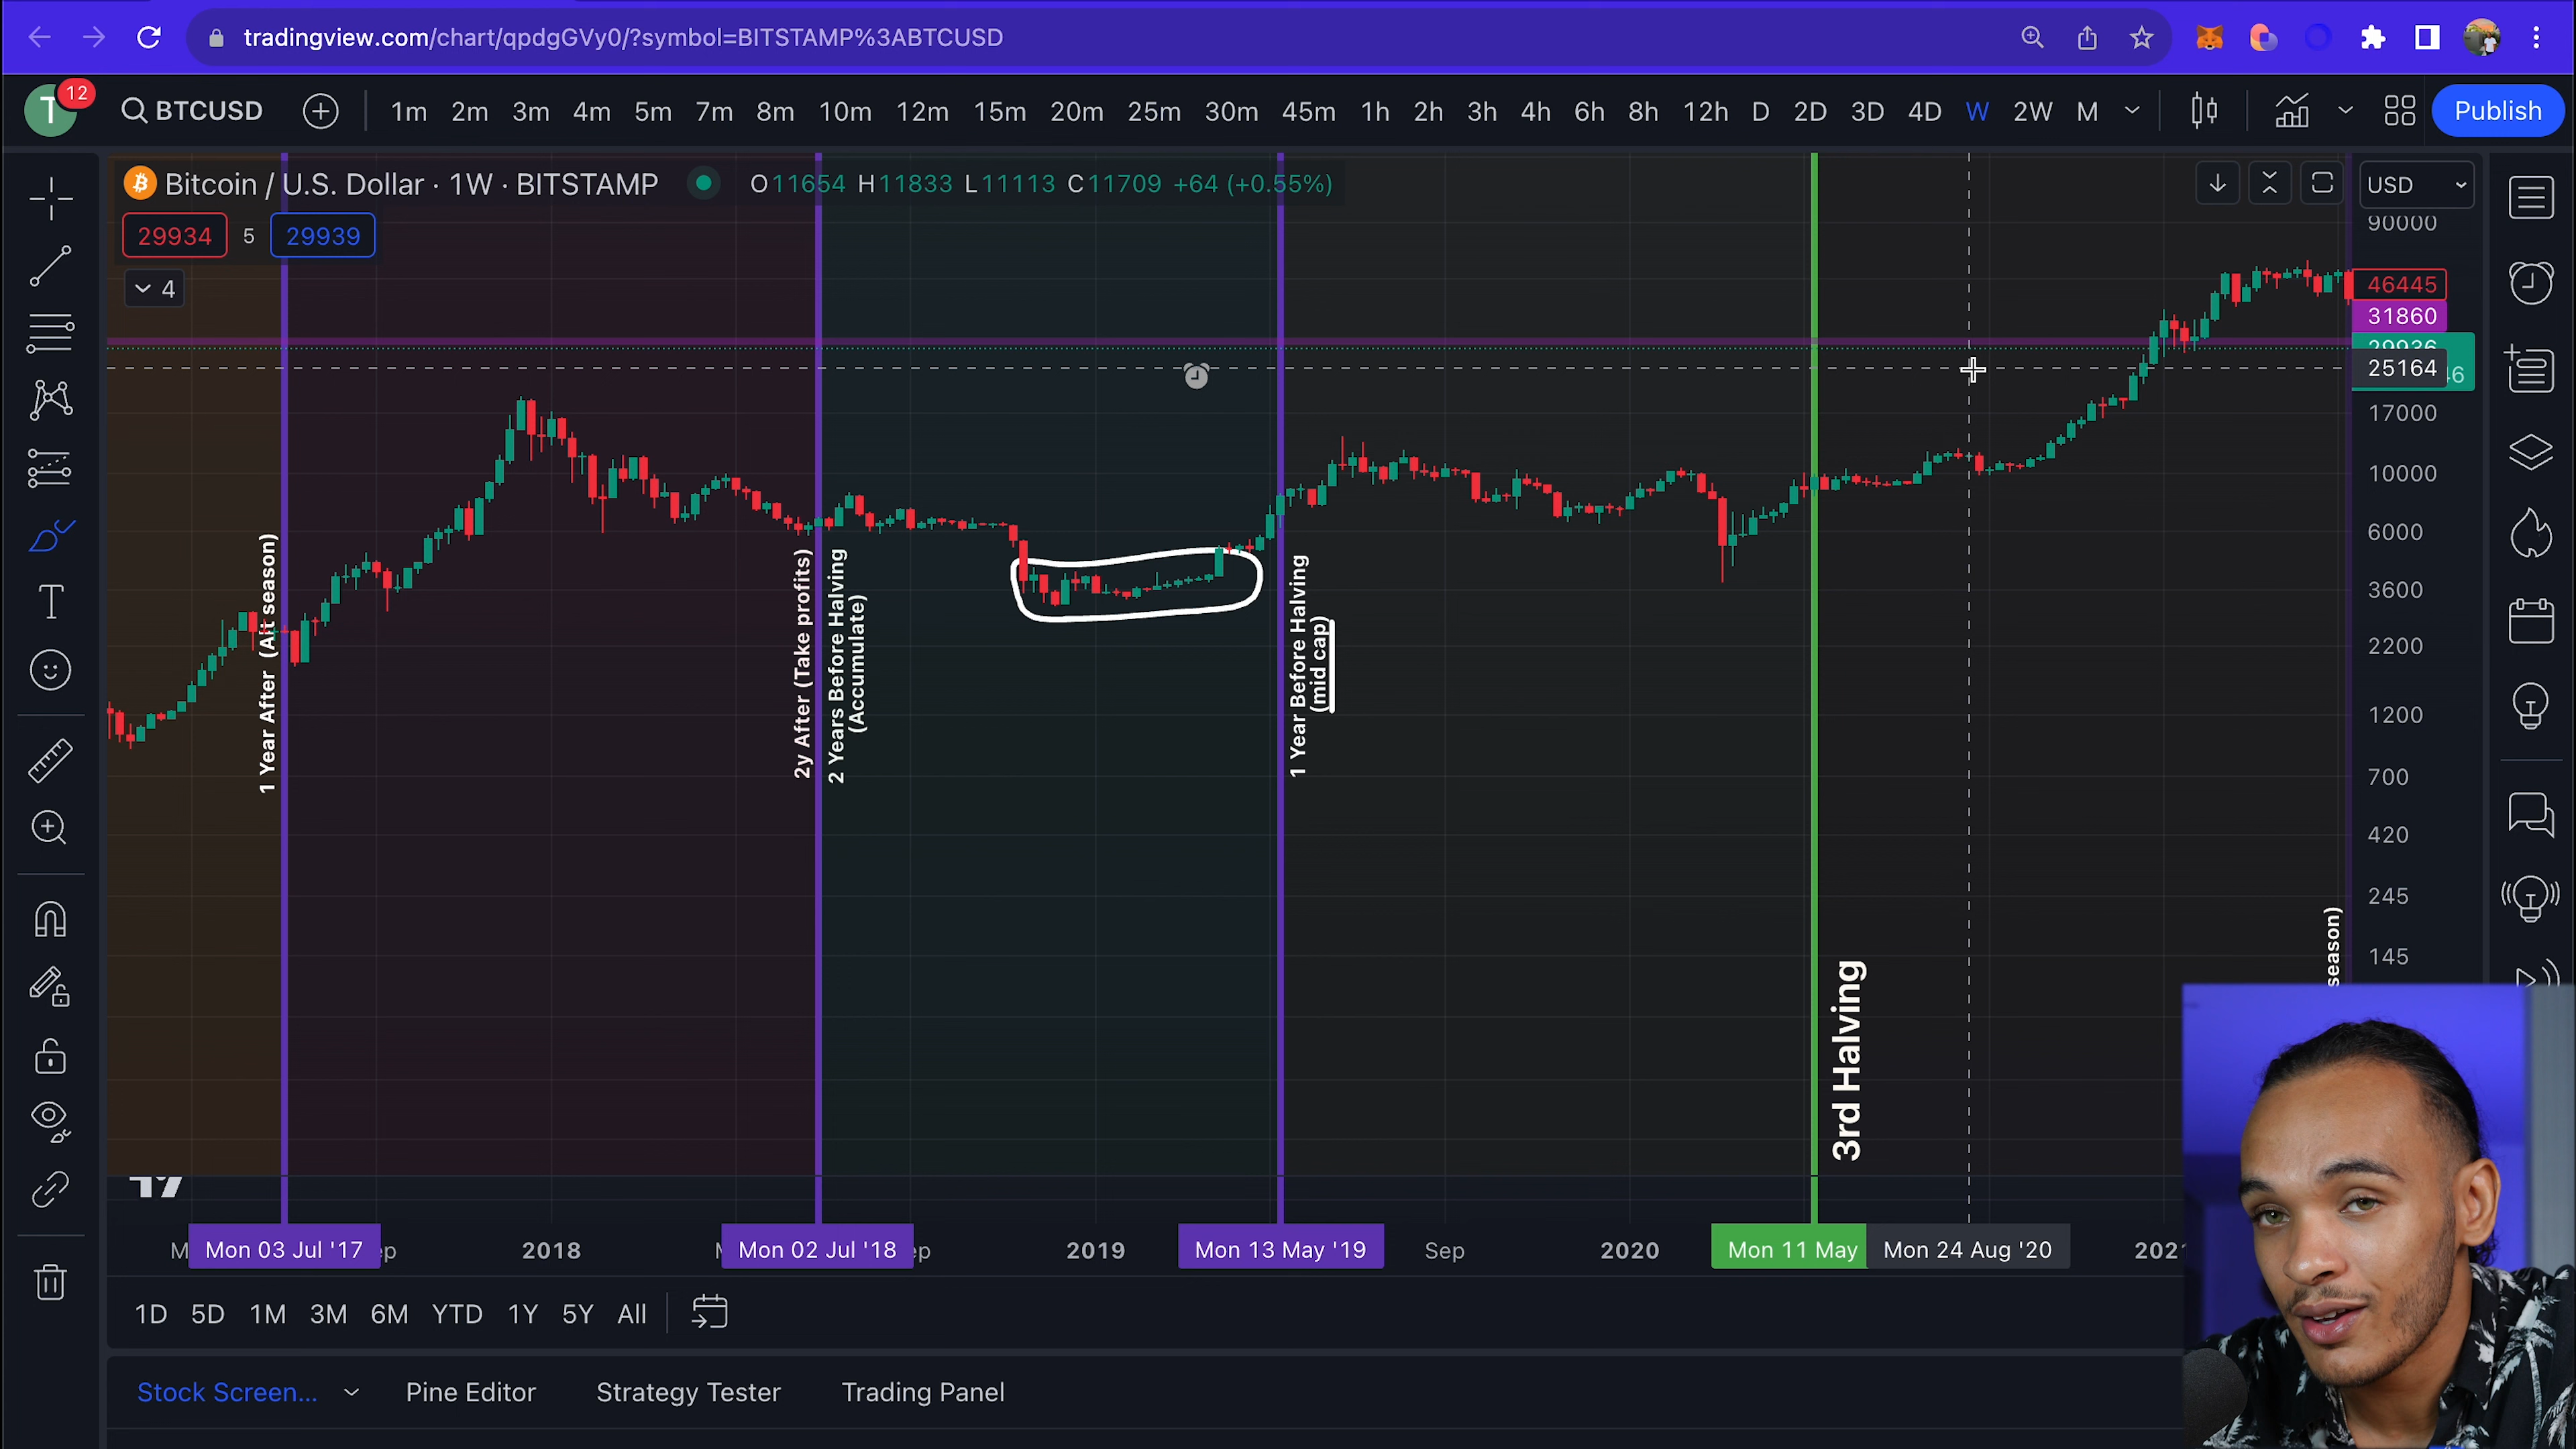 tradingview.com/chart/qpdgGVy0/?symbol=BITSTAMP%3ABTCUSD
T 12 BTCUSD 1m 2m 3m 4m 5m 7m 8m 10m 12m 15m 20m 25m 30m 45m 1h 2h 3h 4h 6h 8h 12h D 2D 3D 4D W 2W M Publish
Bitcoin / U.S. Dollar · 1W · BITSTAMP O11654 H11833 L11113 C11709 +64 (+0.55%) USD
29934 5 29939
4
90000
46445
31860
29936
25164
17000
10000
6000
3600
2200
1200
700
420
245
145
1 Year After (Alt season)
2y After (Take profits)
2 Years Before Halving
(Accumulate)
1 Year Before Halving
(mid cap)
3rd Halving
season)
Mon 03 Jul '17 2018 Mon 02 Jul '18 2019 Mon 13 May '19 Sep 2020 Mon 11 May Mon 24 Aug '20
1D 5D 1M 3M 6M YTD 1Y 5Y All
Stock Screen... Pine Editor Strategy Tester Trading Panel